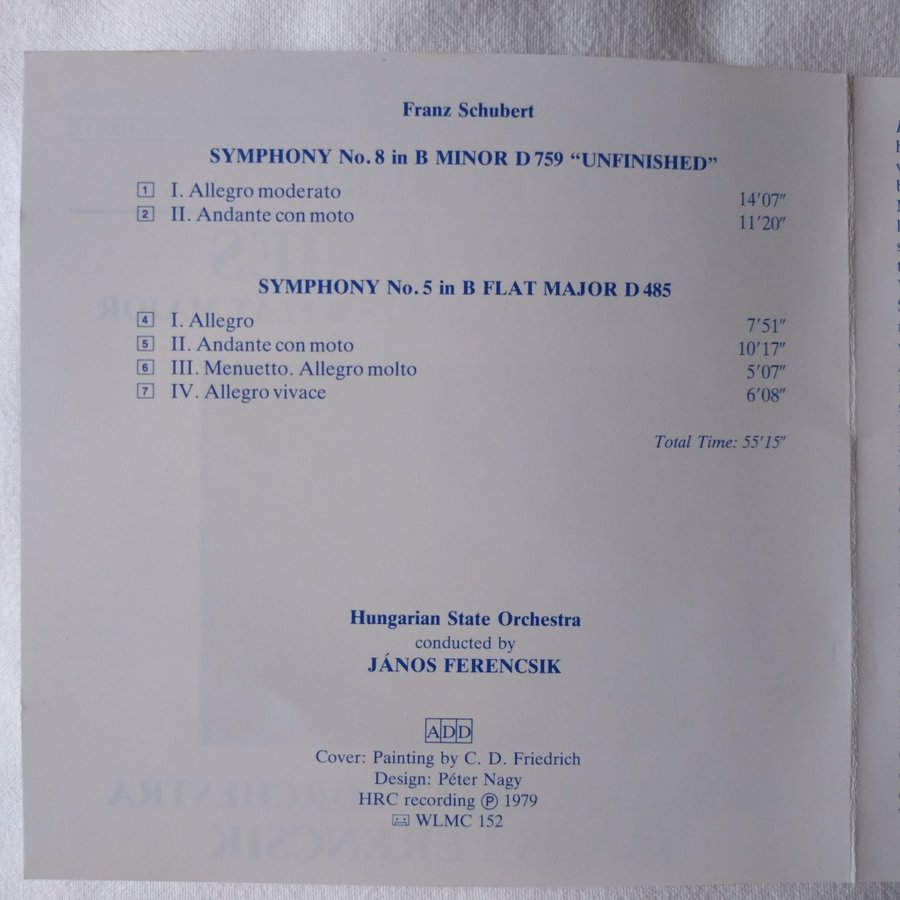 Franz Schubert
SYMPHONY No. 8 in B MINOR D 759 “UNFINISHED”
1 I. Allegro moderato 14′07″
2 II. Andante con moto 11′20″
SYMPHONY No. 5 in B FLAT MAJOR D 485
4 I. Allegro 7′51″
5 II. Andante con moto 10′17″
6 III. Menuetto. Allegro molto 5′07″
7 IV. Allegro vivace 6′08″
Total Time: 55′15″
Hungarian State Orchestra
conducted by
JÁNOS FERENCSIK
ADD
Cover: Painting by C. D. Friedrich
Design: Péter Nagy
HRC recording Ⓟ 1979
WLMC 152